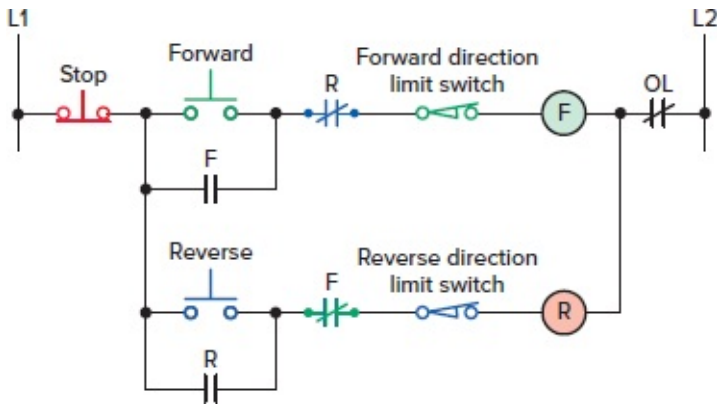 L1
L2
Stop
Forward
R
Forward direction
limit switch
F
OL
F
Reverse
F
Reverse direction
limit switch
R
R